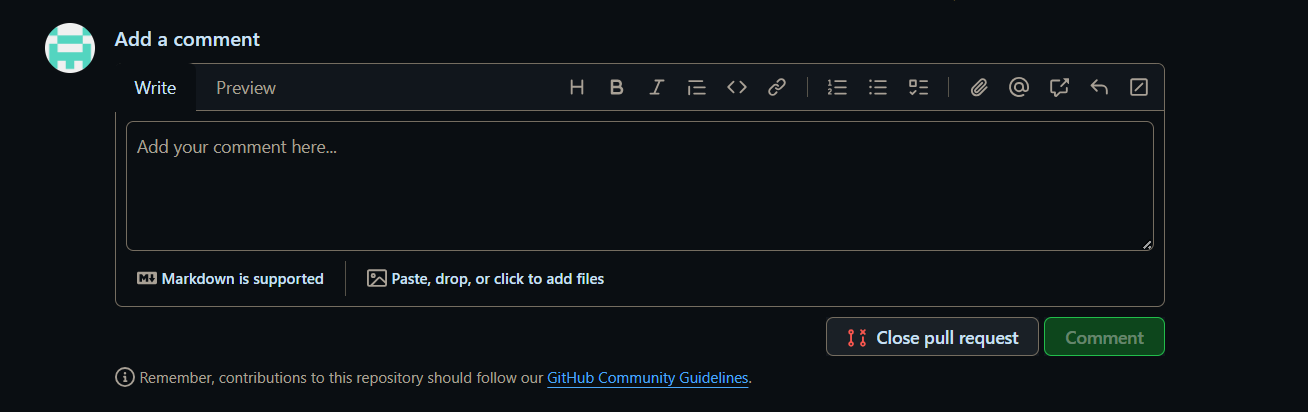 Add a comment
Write Preview
Add your comment here...
Markdown is supported Paste, drop, or click to add files
Close pull request Comment
Remember, contributions to this repository should follow our GitHub Community Guidelines.